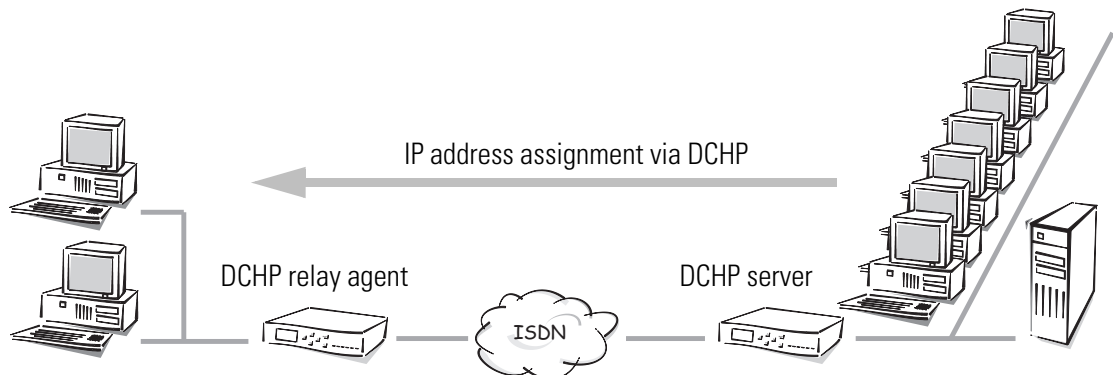 IP address assignment via DCHP
DCHP relay agent
DCHP server
ISDN